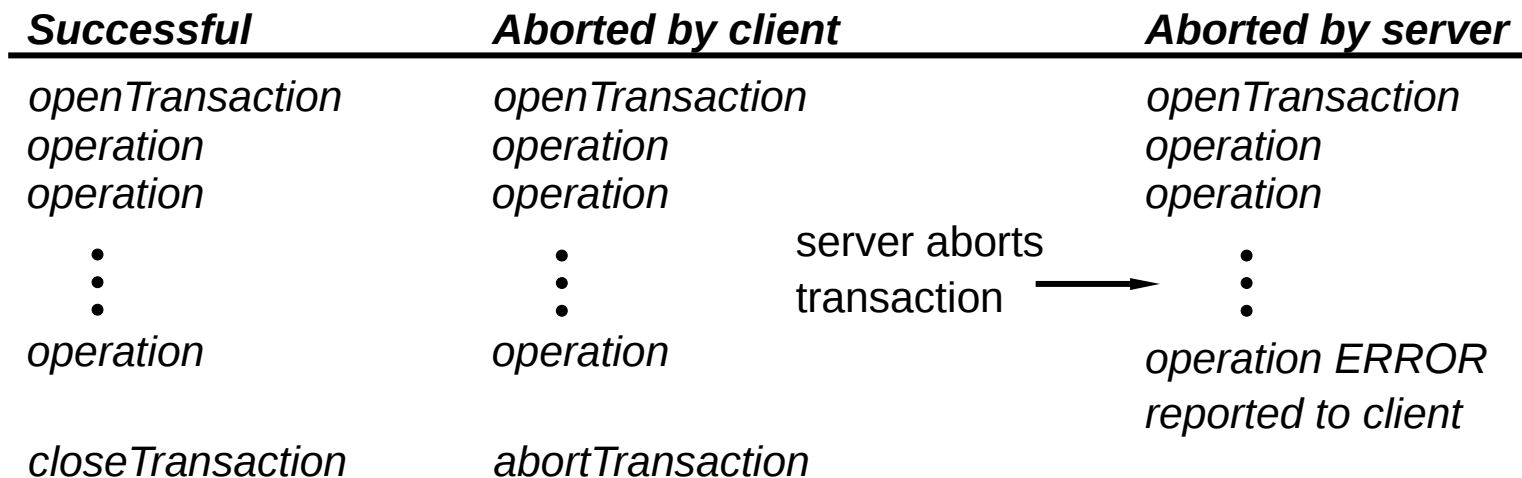 Successful Aborted by client Aborted by server
openTransaction openTransaction openTransaction
operation operation operation
operation operation operation
server aborts
transaction
operation operation operation ERROR
reported to client
closeTransaction abortTransaction